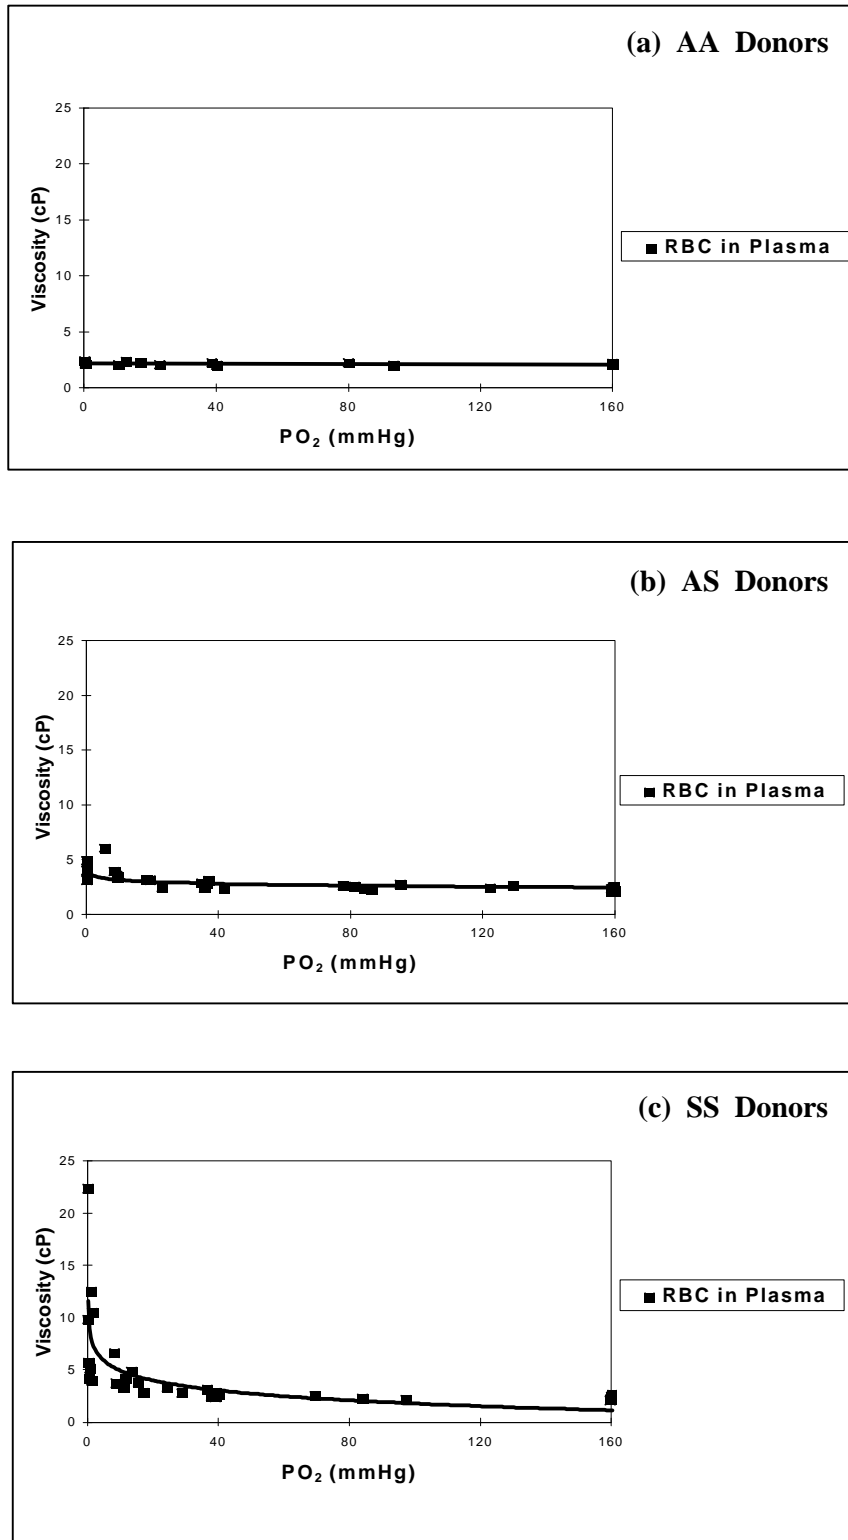 (a) AA Donors
25
20
15
10
5
0
Viscosity (cP)
0 40 80 120 160
PO₂ (mmHg)
RBC in Plasma
(b) AS Donors
25
20
15
10
5
0
Viscosity (cP)
0 40 80 120 160
PO₂ (mmHg)
RBC in Plasma
(c) SS Donors
25
20
15
10
5
0
Viscosity (cP)
0 40 80 120 160
PO₂ (mmHg)
RBC in Plasma